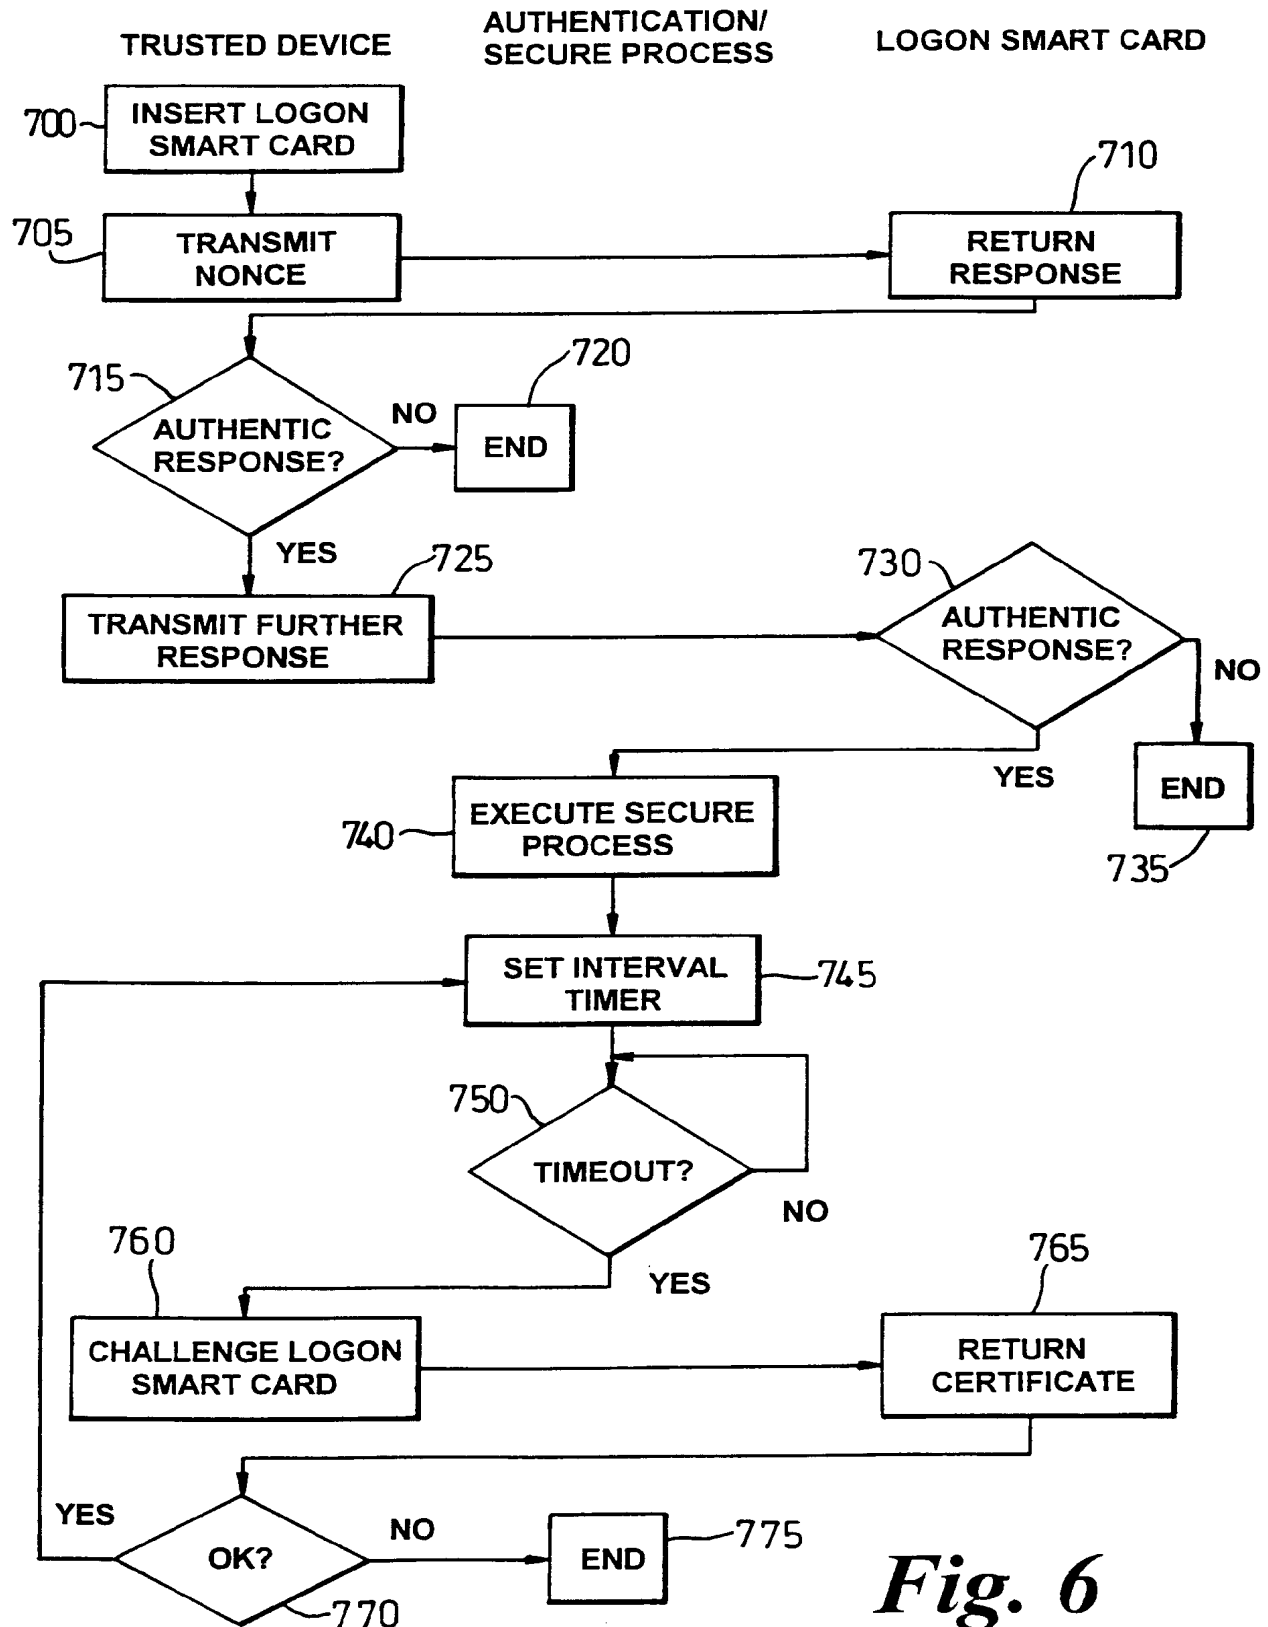 TRUSTED DEVICE
AUTHENTICATION/
SECURE PROCESS
LOGON SMART CARD
700
INSERT LOGON
SMART CARD
710
705
TRANSMIT
NONCE
RETURN
RESPONSE
715
AUTHENTIC
RESPONSE?
NO
720
END
YES
725
TRANSMIT FURTHER
RESPONSE
730
AUTHENTIC
RESPONSE?
NO
YES
END
735
740
EXECUTE SECURE
PROCESS
SET INTERVAL
TIMER
745
750
TIMEOUT?
NO
YES
760
CHALLENGE LOGON
SMART CARD
765
RETURN
CERTIFICATE
YES
OK?
NO
END
775
770
Fig. 6